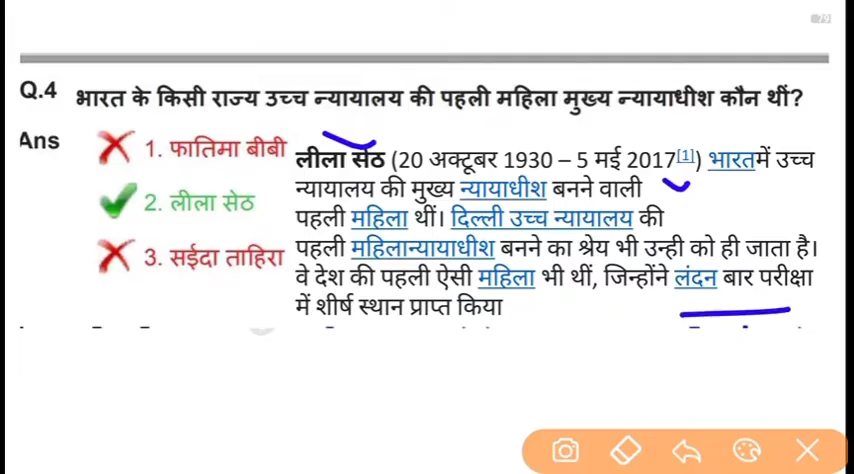 79
Q.4 भारत के किसी राज्य उच्च न्यायालय की पहली महिला मुख्य न्यायाधीश कौन थीं?
Ans
1. फातिमा बीबी
2. लीला सेठ
3. सईदा ताहिरा
लीला सेठ (20 अक्टूबर 1930 – 5 मई 2017[1]) भारतमें उच्च
न्यायालय की मुख्य न्यायाधीश बनने वाली
पहली महिला थीं। दिल्ली उच्च न्यायालय की
पहली महिलान्यायाधीश बनने का श्रेय भी उन्ही को ही जाता है।
वे देश की पहली ऐसी महिला भी थीं, जिन्होंने लंदन बार परीक्षा
में शीर्ष स्थान प्राप्त किया